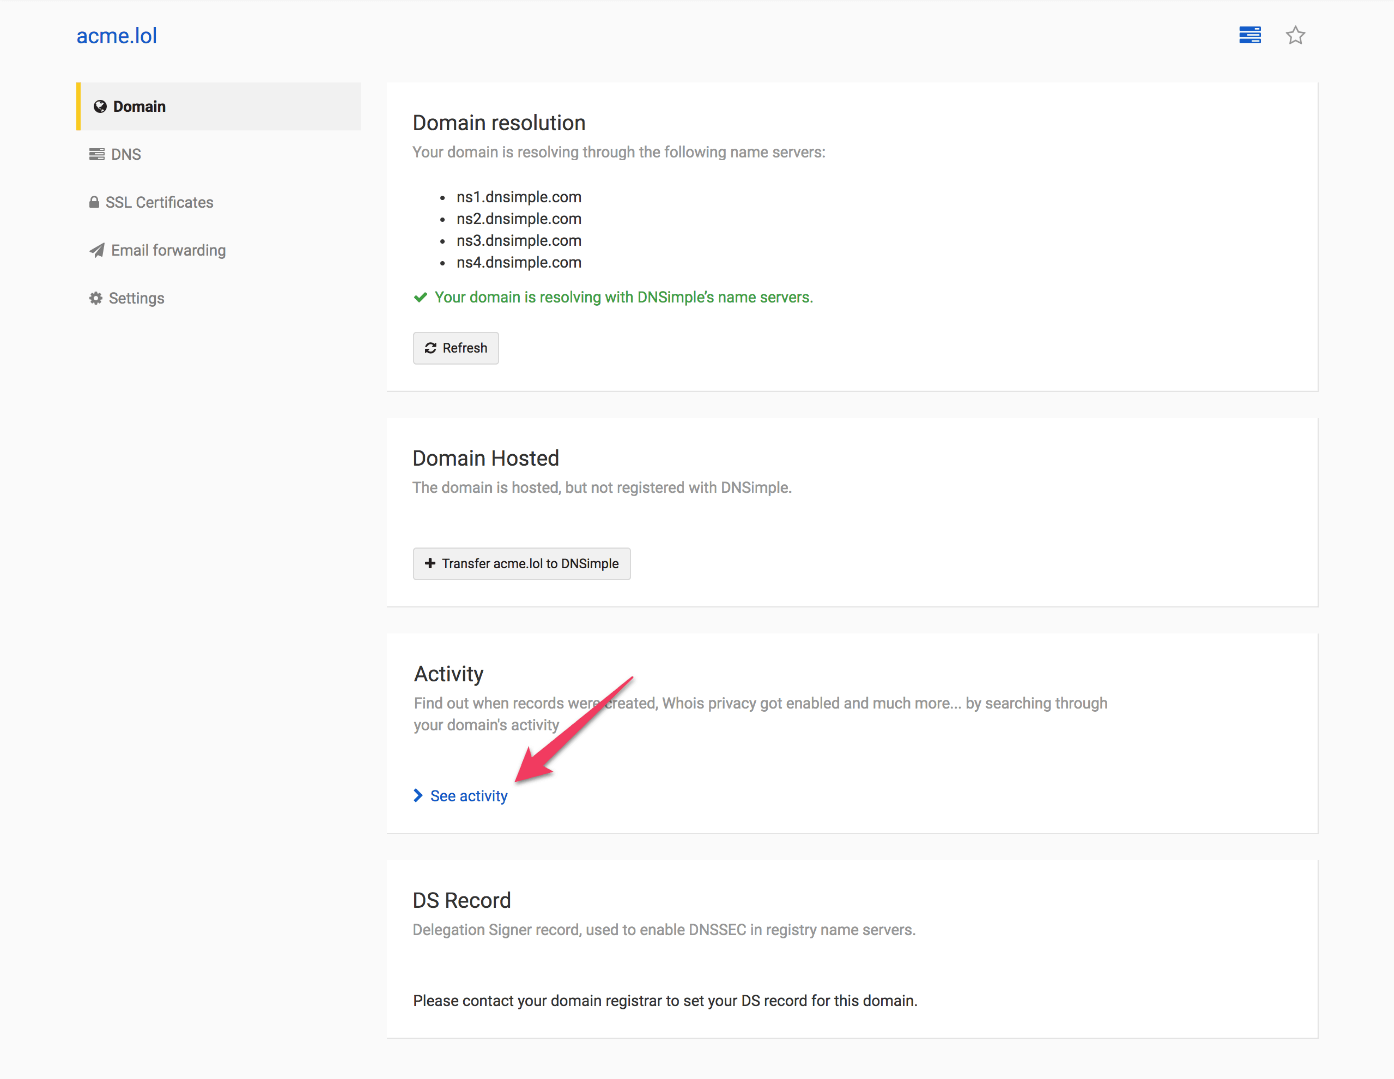 acme.lol
Domain
DNS
SSL Certificates
Email forwarding
Settings
Domain resolution
Your domain is resolving through the following name servers:
ns1.dnsimple.com
ns2.dnsimple.com
ns3.dnsimple.com
ns4.dnsimple.com
Your domain is resolving with DNSimple’s name servers.
Refresh
Domain Hosted
The domain is hosted, but not registered with DNSimple.
Transfer acme.lol to DNSimple
Activity
Find out when records were created, Whois privacy got enabled and much more... by searching through
your domain's activity
See activity
DS Record
Delegation Signer record, used to enable DNSSEC in registry name servers.
Please contact your domain registrar to set your DS record for this domain.